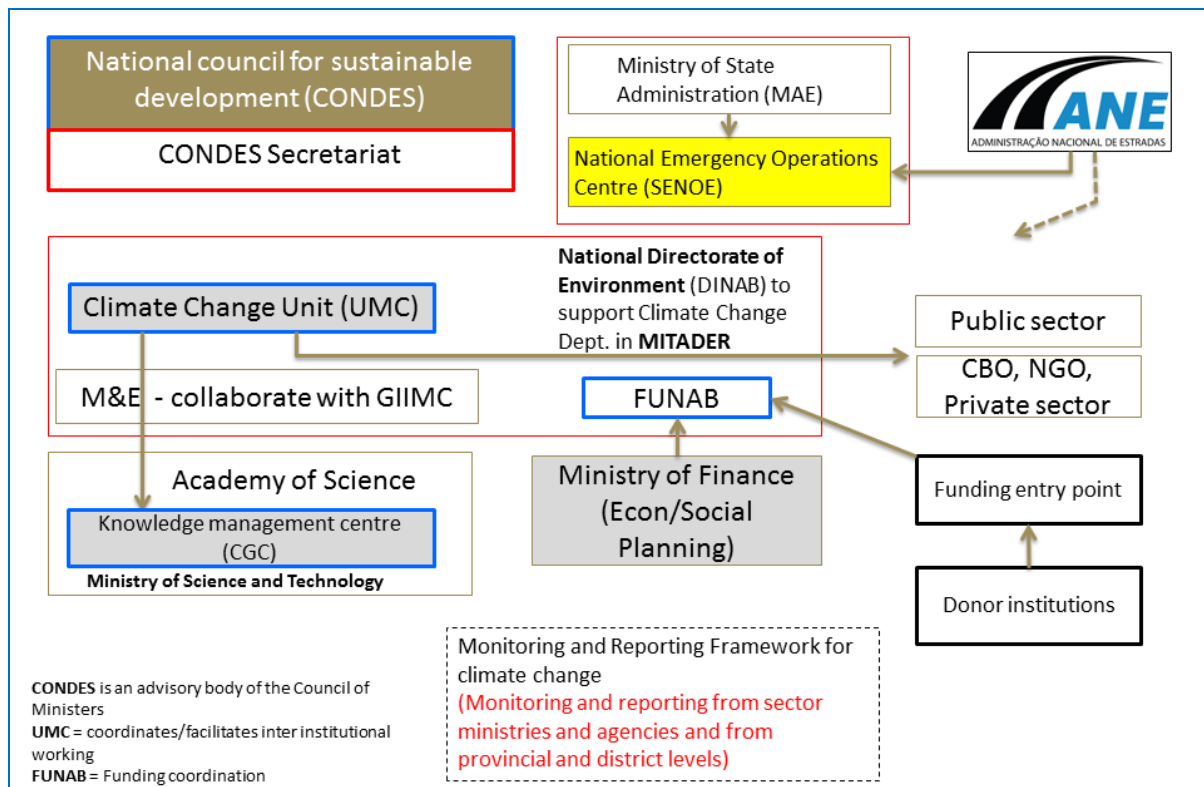 National council for sustainable
development (CONDES)
CONDES Secretariat
Ministry of State
Administration (MAE)
National Emergency Operations
Centre (SENOE)
ANE
ADMINISTRAÇÃO NACIONAL DE ESTRADAS
National Directorate of
Environment (DINAB) to
support Climate Change
Dept. in MITADER
Climate Change Unit (UMC)
M&E - collaborate with GIIMC
FUNAB
Public sector
CBO, NGO,
Private sector
Academy of Science
Knowledge management centre
(CGC)
Ministry of Science and Technology
Ministry of Finance
(Econ/Social
Planning)
Funding entry point
Donor institutions
Monitoring and Reporting Framework for
climate change
(Monitoring and reporting from sector
ministries and agencies and from
provincial and district levels)
CONDES is an advisory body of the Council of
Ministers
UMC = coordinates/facilitates inter institutional
working
FUNAB = Funding coordination